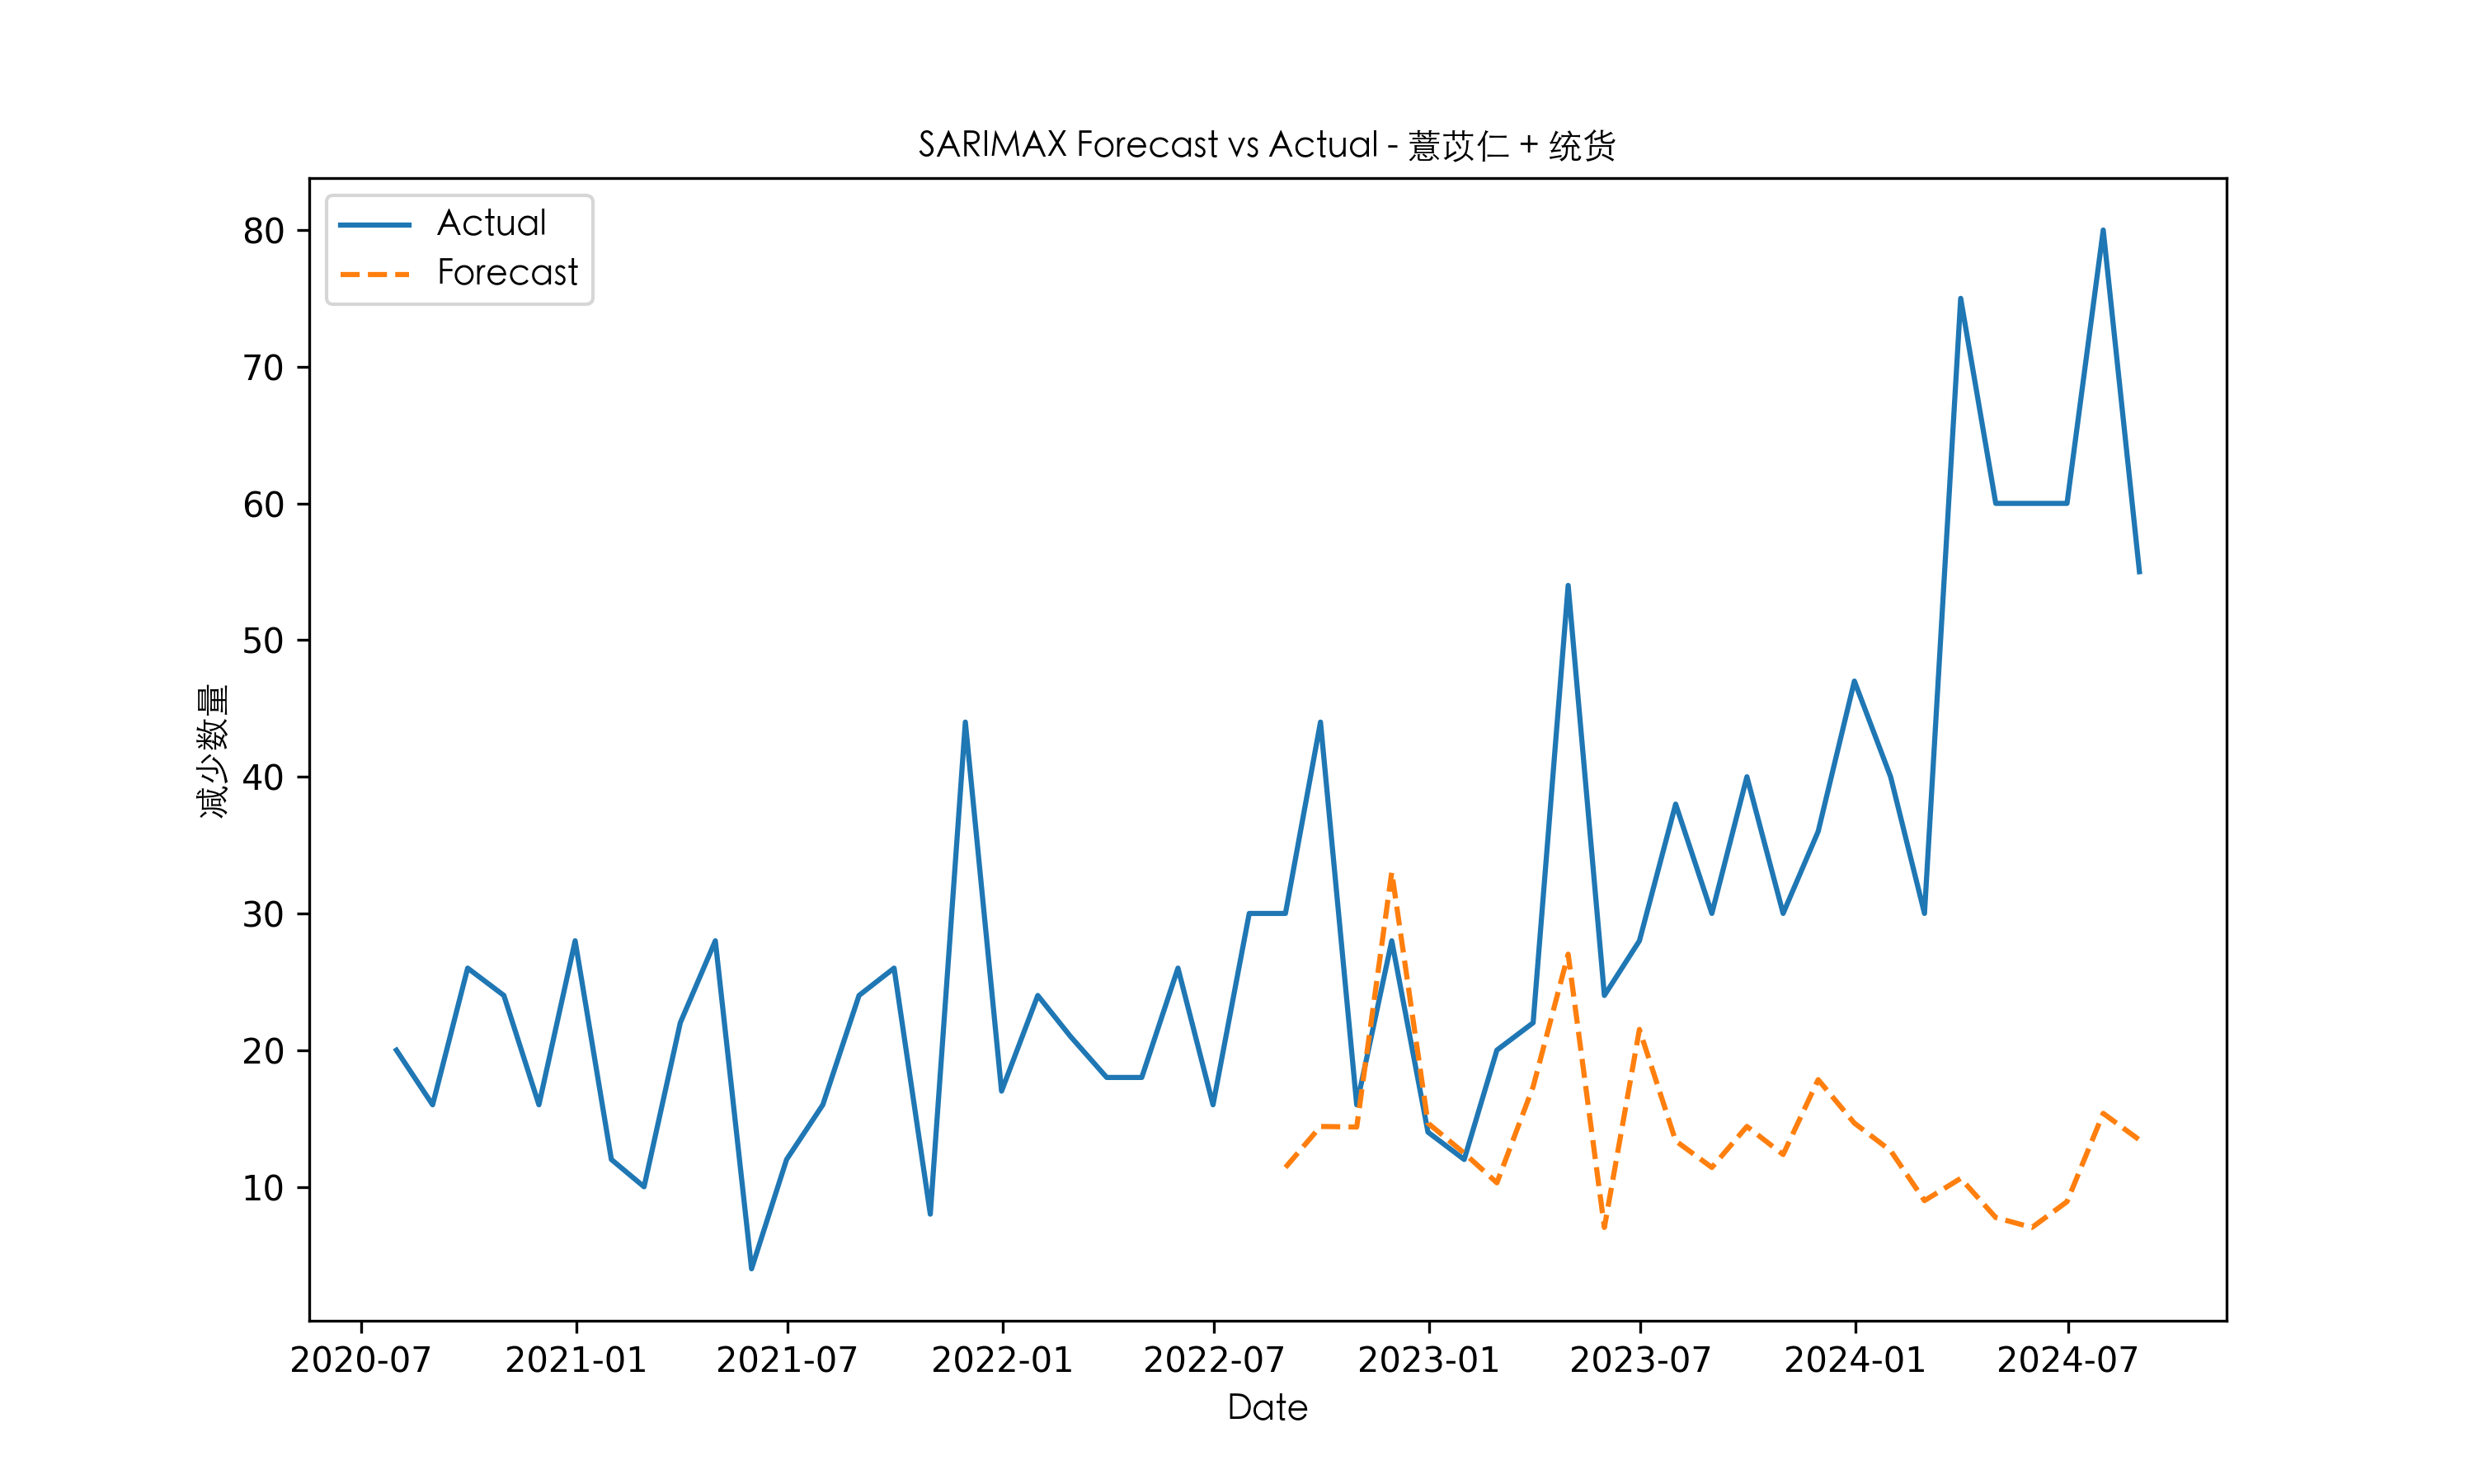 SARIMAX Forecast vs Actual - 薏苡仁 + 统货
Actual
Forecast
80
70
60
50
40
30
20
10
减少数量
2020-07 2021-01 2021-07 2022-01 2022-07 2023-01 2023-07 2024-01 2024-07
Date